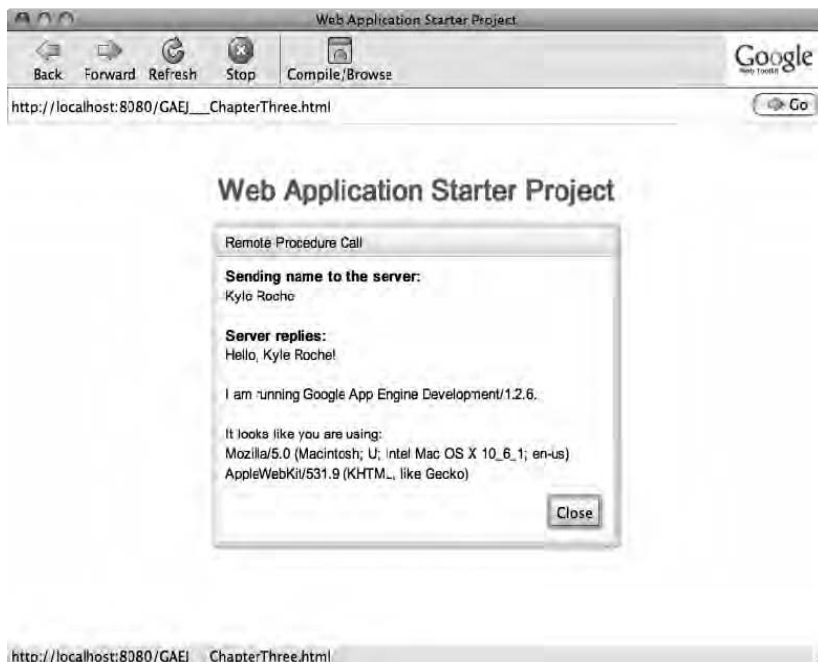 Web Application Starter Project
Back Forward Refresh Stop Compile/Browse
Google
Web Toolkit
http://localhost:8080/GAEJ___ChapterThree.html
Go
Web Application Starter Project
Remote Procedure Call
Sending name to the server:
Kyle Roche
Server replies:
Hello, Kyle Roche!
I am running Google App Engine Development/1.2.6.
It looks like you are using:
Mozilla/5.0 (Macintosh; U; Intel Mac OS X 10_6_1; en-us)
AppleWebKit/531.9 (KHTML, like Gecko)
Close
http://localhost:8080/GAEJ___ChapterThree.html